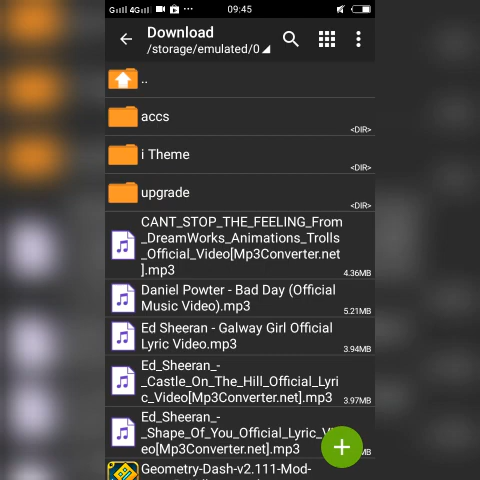 4G 09:45
Download
/storage/emulated/0
..
accs
<DIR>
i Theme
<DIR>
upgrade
<DIR>
CANT_STOP_THE_FEELING_From
_DreamWorks_Animations_Trolls
_Official_Video[Mp3Converter.net
].mp3
4.36MB
Daniel Powter - Bad Day (Official
Music Video).mp3
5.21MB
Ed Sheeran - Galway Girl Official
Lyric Video.mp3
3.94MB
Ed_Sheeran_-
_Castle_On_The_Hill_Official_Lyri
c_Video[Mp3Converter.net].mp3
3.97MB
Ed_Sheeran_-
_Shape_Of_You_Official_Lyric_Vi
eo[Mp3Converter.net].mp3
MB
Geometry-Dash-v2.111-Mod-